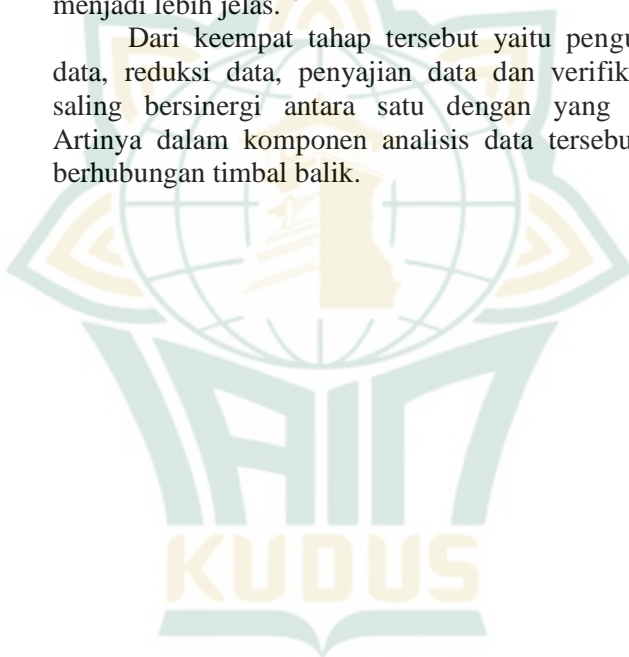 menjadi lebih jelas.
Dari keempat tahap tersebut yaitu pengu
data, reduksi data, penyajian data dan verifik
saling bersinergi antara satu dengan yang
Artinya dalam komponen analisis data tersebu
berhubungan timbal balik.
IAIN
KUDUS